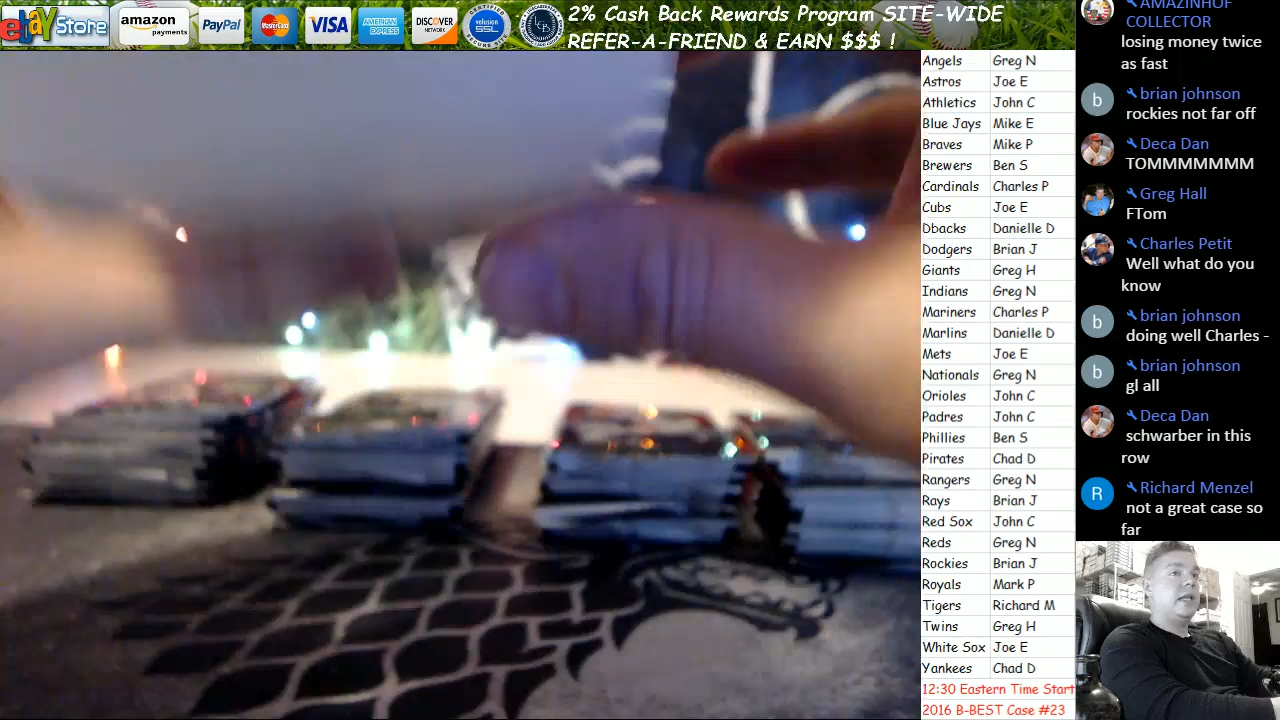 ebay Store
amazon payments
PayPal
MasterCard
VISA
AMERICAN EXPRESS
DISCOVER NETWORK
2% Cash Back Rewards Program SITE-WIDE
REFER-A-FRIEND & EARN $$$ !
Angels Greg N
Astros Joe E
Athletics John C
Blue Jays Mike E
Braves Mike P
Brewers Ben S
Cardinals Charles P
Cubs Joe E
Dbacks Danielle D
Dodgers Brian J
Giants Greg H
Indians Greg N
Mariners Charles P
Marlins Danielle D
Mets Joe E
Nationals Greg N
Orioles John C
Padres John C
Phillies Ben S
Pirates Chad D
Rangers Greg N
Rays Brian J
Red Sox John C
Reds Greg N
Rockies Brian J
Royals Mark P
Tigers Richard M
Twins Greg H
White Sox Joe E
Yankees Chad D
12:30 Eastern Time Start
2016 B-BEST Case #23
AMAZINHOF
COLLECTOR
losing money twice
as fast
b brian johnson
rockies not far off
Deca Dan
TOMMMMMMM
Greg Hall
FTom
Charles Petit
Well what do you
know
b brian johnson
doing well Charles -
b brian johnson
gl all
Deca Dan
schwarber in this
row
R Richard Menzel
not a great case so
far